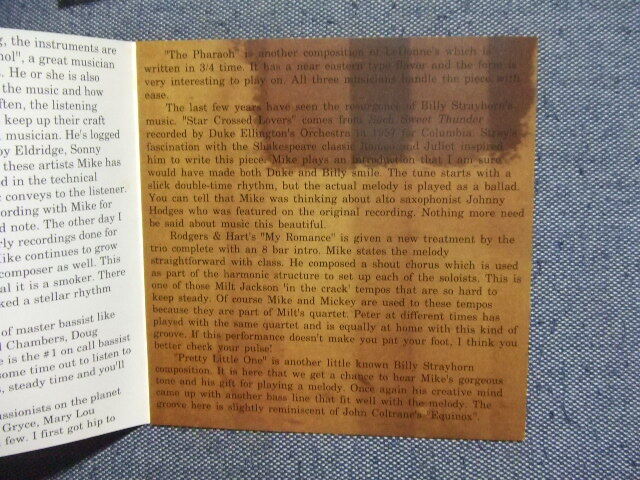 g, the instruments are
nol", a great musician
s. He or she is also
the music and how
ften, the listening
keep up their craft
musician. He's logged
oy Eldridge, Sonny
these artists Mike has
d in the technical
c conveys to the listener.
cording with Mike for
d note. The other day I
rly recordings done for
Mike continues to grow
composer as well. This
al it is a smoker. There
ked a stellar rhythm
of master bassist like
d Chambers, Doug
e is the #1 on call bassist
some time out to listen to
s, steady time and you'll
ussionists on the planet
Gryce, Mary Lou
few. I first got hip to
"The Pharaoh" is another composition of LeDonne's which is
written in 3/4 time. It has a near eastern type flavor and the form is
very interesting to play on. All three musicians handle the piece with
ease.
The last few years have seen the resurgence of Billy Strayhorn's
music. "Star Crossed Lovers" comes from Such Sweet Thunder
recorded by Duke Ellington's Orchestra in 1957 for Columbia. Stray's
fascination with the Shakespeare classic Romeo and Juliet inspired
him to write this piece. Mike plays an introduction that I am sure
would have made both Duke and Billy smile. The tune starts with a
slick double-time rhythm, but the actual melody is played as a ballad.
You can tell that Mike was thinking about alto saxophonist Johnny
Hodges who was featured on the original recording. Nothing more need
be said about music this beautiful.
Rodgers & Hart's "My Romance" is given a new treatment by the
trio complete with an 8 bar intro. Mike states the melody
straightforward with class. He composed a shout chorus which is used
as part of the harmonic structure to set up each of the soloists. This is
one of those Milt Jackson 'in the crack' tempos that are so hard to
keep steady. Of course Mike and Mickey are used to these tempos
because they are part of Milt's quartet. Peter at different times has
played with the same quartet and is equally at home with this kind of
groove. If this performance doesn't make you pat your foot, I think you
better check your pulse!
"Pretty Little One" is another little known Billy Strayhorn
composition. It is here that we get a chance to hear Mike's gorgeous
tone and his gift for playing a melody. Once again his creative mind
came up with another bass line that fit well with the melody. The
groove here is slightly reminiscent of John Coltrane's "Equinox".